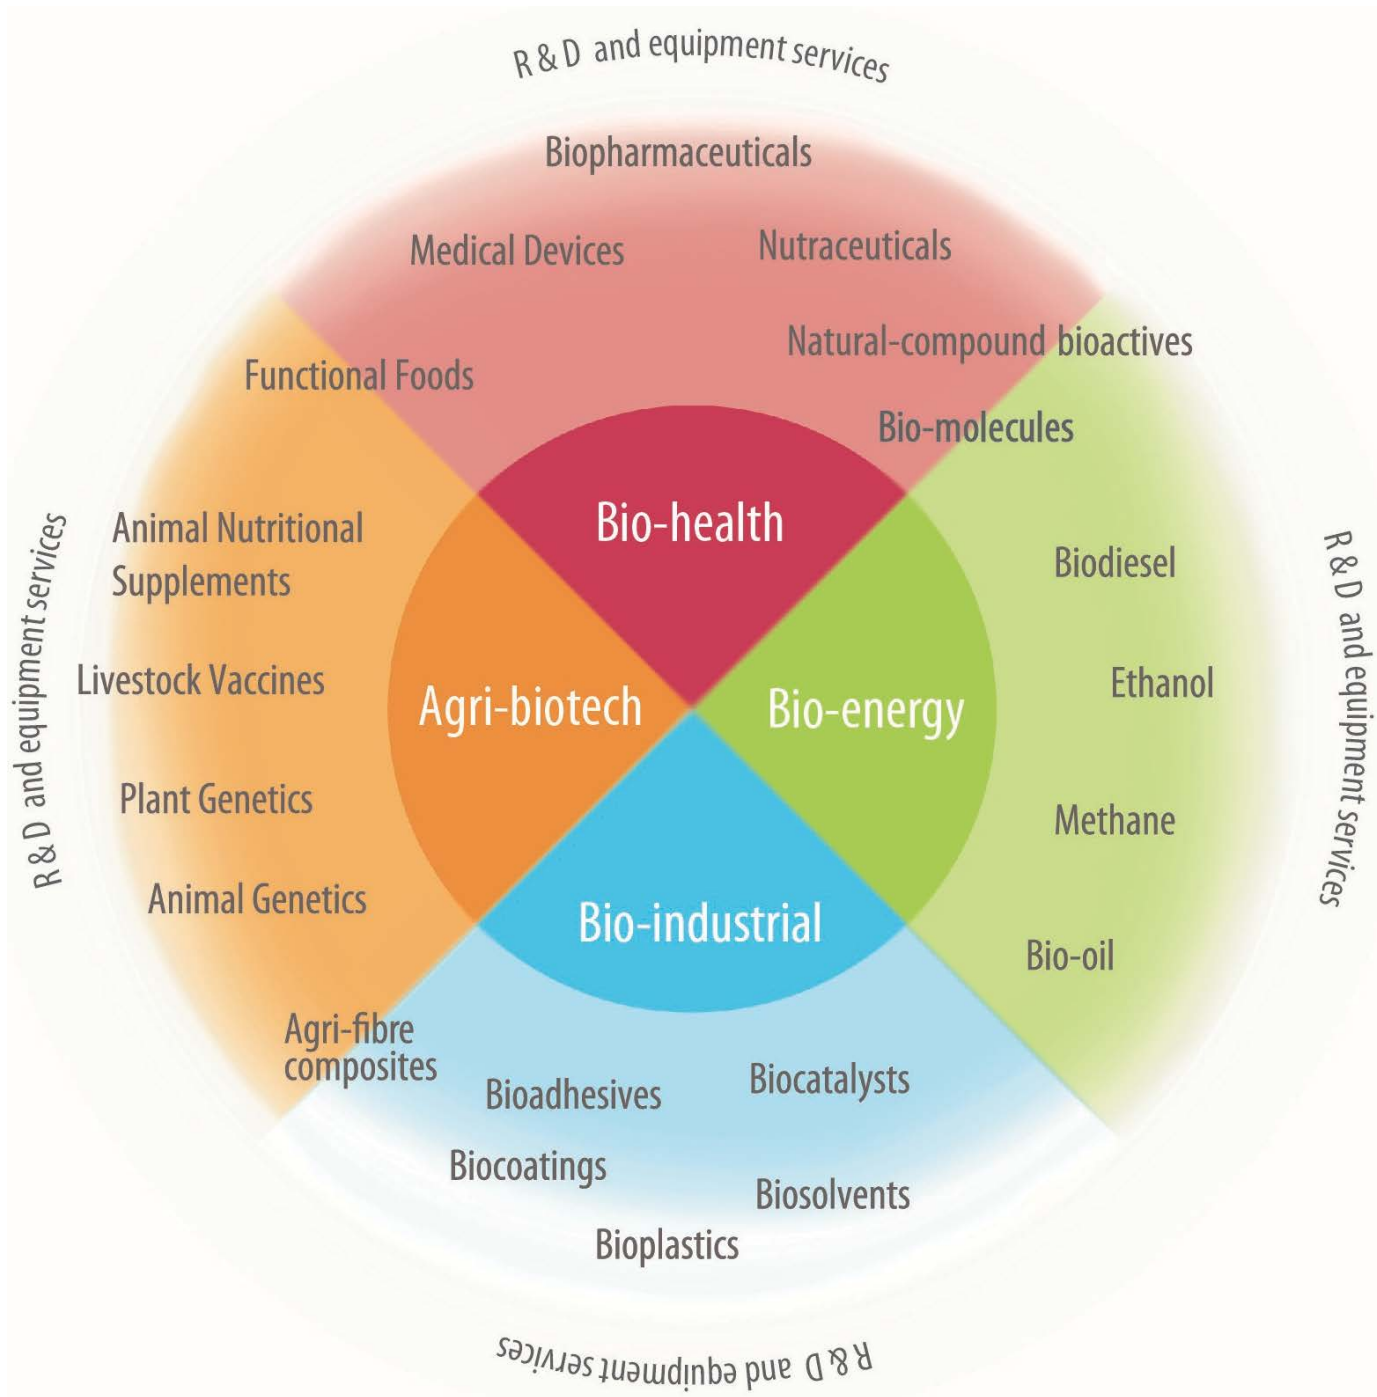 R & D and equipment services
Biopharmaceuticals
Medical Devices
Nutraceuticals
Natural-compound bioactives
Functional Foods
Bio-molecules
Bio-health
Animal Nutritional
Supplements
Biodiesel
Livestock Vaccines
Ethanol
Agri-biotech
Bio-energy
Plant Genetics
Methane
Animal Genetics
Bio-industrial
Bio-oil
Agri-fibre
composites
Bioadhesives
Biocatalysts
Biocoatings
Biosolvents
Bioplastics
R & D and equipment services
R & D and equipment services
R & D and equipment services